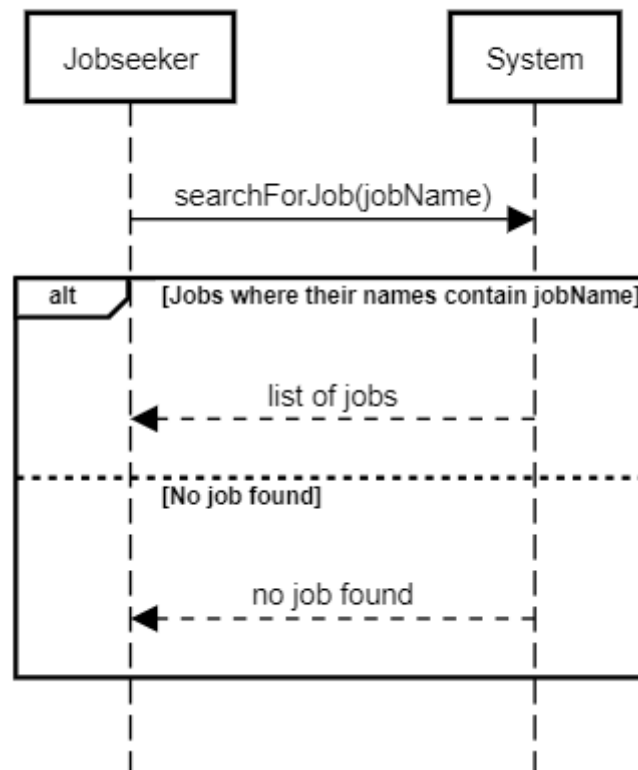 Jobseeker
System
searchForJob(jobName)
alt
[Jobs where their names contain jobName]
list of jobs
[No job found]
no job found